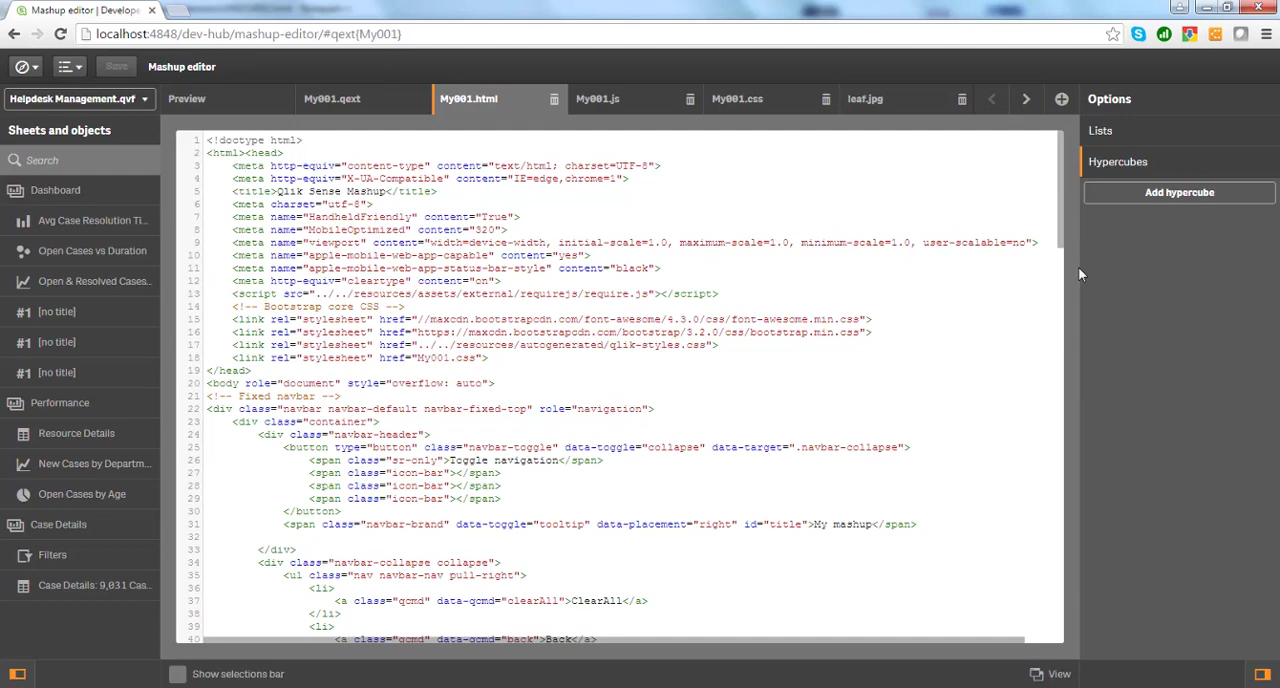 Mashup editor | Develope
localhost:4848/dev-hub/mashup-editor/#qext{My001}
Save
Mashup editor
Helpdesk Management.qvf
Preview
My001.qext
My001.html
My001.js
My001.css
leaf.jpg
Options
Sheets and objects
Search
Dashboard
Avg Case Resolution Ti...
Open Cases vs Duration
Open & Resolved Cases...
#1 [no title]
#1 [no title]
#1 [no title]
Performance
Resource Details
New Cases by Departm...
Open Cases by Age
Case Details
Filters
Case Details: 9,031 Cas...
1 <!doctype html>
2 <html><head>
3 <meta http-equiv="content-type" content="text/html; charset=UTF-8">
4 <meta http-equiv="X-UA-Compatible" content="IE=edge,chrome=1">
5 <title>Qlik Sense Mashup</title>
6 <meta charset="utf-8">
7 <meta name="HandheldFriendly" content="True">
8 <meta name="MobileOptimized" content="320">
9 <meta name="viewport" content="width=device-width, initial-scale=1.0, maximum-scale=1.0, minimum-scale=1.0, user-scalable=no">
10 <meta name="apple-mobile-web-app-capable" content="yes">
11 <meta name="apple-mobile-web-app-status-bar-style" content="black">
12 <meta http-equiv="cleartype" content="on">
13 <script src="../../resources/assets/external/requirejs/require.js"></script>
14 <!-- Bootstrap core CSS -->
15 <link rel="stylesheet" href="//maxcdn.bootstrapcdn.com/font-awesome/4.3.0/css/font-awesome.min.css">
16 <link rel="stylesheet" href="https://maxcdn.bootstrapcdn.com/bootstrap/3.2.0/css/bootstrap.min.css">
17 <link rel="stylesheet" href="../../resources/autogenerated/qlik-styles.css">
18 <link rel="stylesheet" href="My001.css">
19 </head>
20 <body role="document" style="overflow: auto">
21 <!-- Fixed navbar -->
22 <div class="navbar navbar-default navbar-fixed-top" role="navigation">
23 <div class="container">
24 <div class="navbar-header">
25 <button type="button" class="navbar-toggle" data-toggle="collapse" data-target=".navbar-collapse">
26 <span class="sr-only">Toggle navigation</span>
27 <span class="icon-bar"></span>
28 <span class="icon-bar"></span>
29 <span class="icon-bar"></span>
30 </button>
31 <span class="navbar-brand" data-toggle="tooltip" data-placement="right" id="title">My mashup</span>
32
33 </div>
34 <div class="navbar-collapse collapse">
35 <ul class="nav navbar-nav pull-right">
36 <li>
37 <a class="qcmd" data-qcmd="clearAll">ClearAll</a>
38 </li>
39 <li>
40 <a class="qcmd" data-qcmd="back">Back</a>
Lists
Hypercubes
Add hypercube
Show selections bar
View